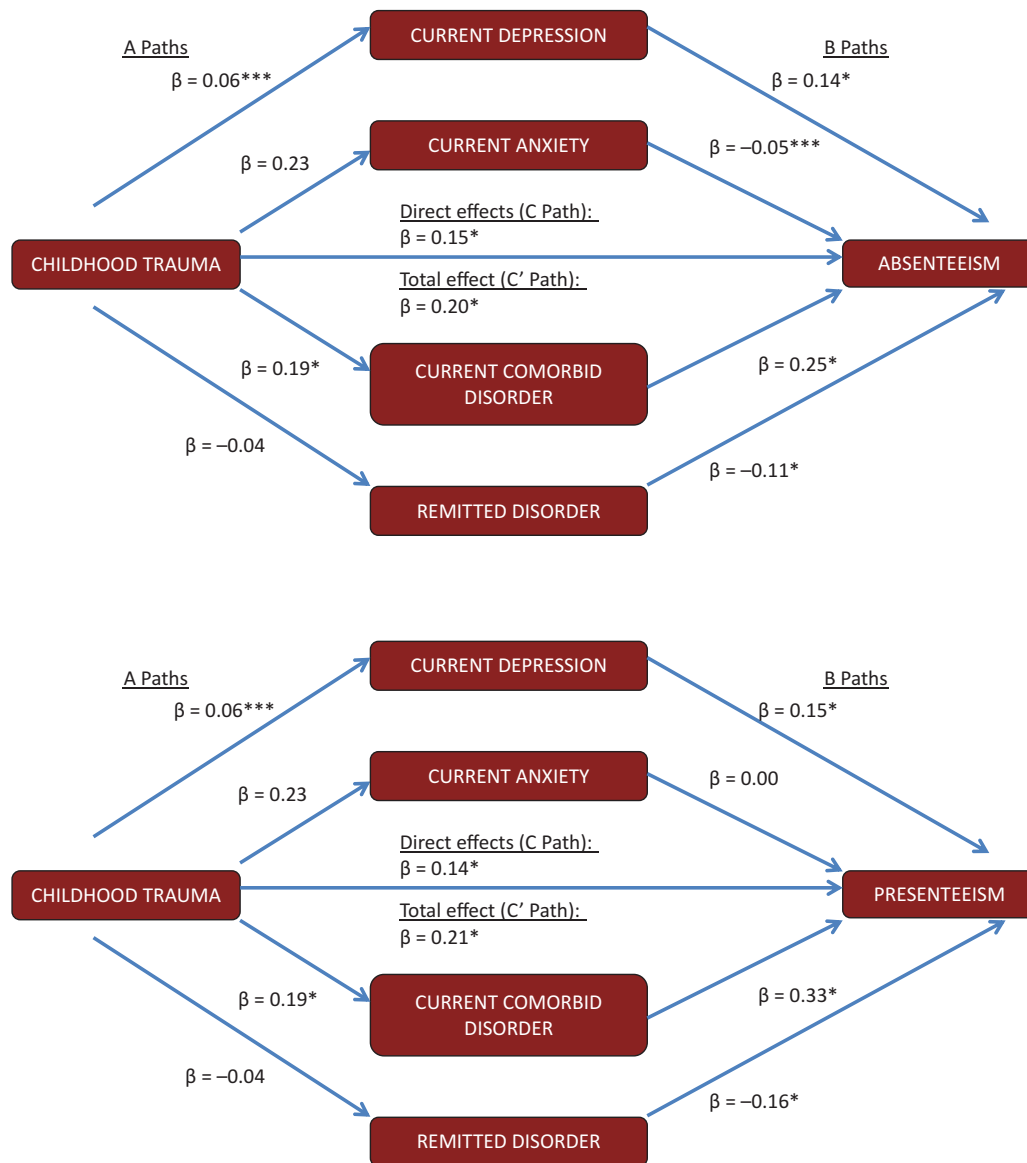 CURRENT DEPRESSION
A Paths
B Paths
β = 0.06***
β = 0.14*
CURRENT ANXIETY
β = 0.23
β = –0.05***
Direct effects (C Path):
β = 0.15*
CHILDHOOD TRAUMA
ABSENTEEISM
Total effect (C’ Path):
β = 0.20*
β = 0.19*
CURRENT COMORBID
DISORDER
β = 0.25*
β = –0.04
β = –0.11*
REMITTED DISORDER
CURRENT DEPRESSION
A Paths
B Paths
β = 0.06***
β = 0.15*
CURRENT ANXIETY
β = 0.23
β = 0.00
Direct effects (C Path):
β = 0.14*
CHILDHOOD TRAUMA
PRESENTEEISM
Total effect (C’ Path):
β = 0.21*
β = 0.19*
CURRENT COMORBID
DISORDER
β = 0.33*
β = –0.04
β = –0.16*
REMITTED DISORDER